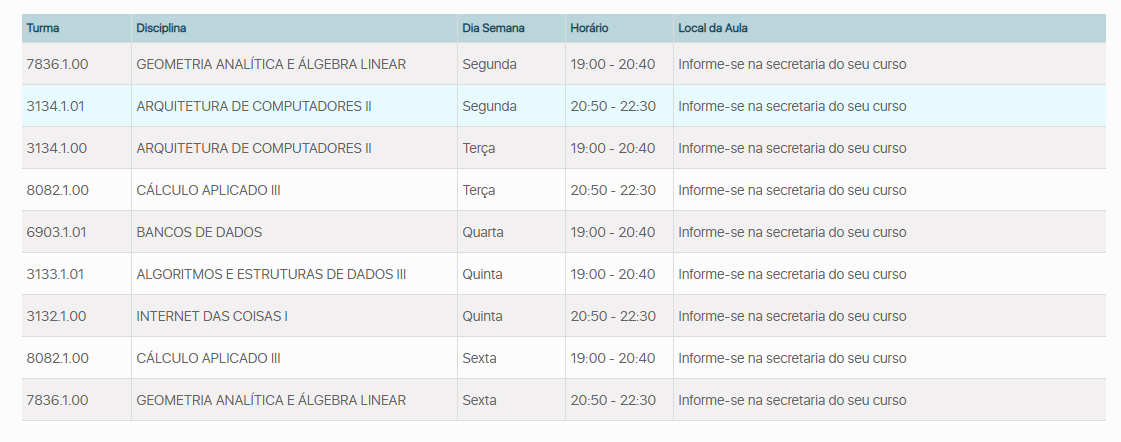 Turma Disciplina Dia Semana Horário Local da Aula
7836.1.00 GEOMETRIA ANALÍTICA E ÁLGEBRA LINEAR Segunda 19:00 - 20:40 Informe-se na secretaria do seu curso
3134.1.01 ARQUITETURA DE COMPUTADORES II Segunda 20:50 - 22:30 Informe-se na secretaria do seu curso
3134.1.00 ARQUITETURA DE COMPUTADORES II Terça 19:00 - 20:40 Informe-se na secretaria do seu curso
8082.1.00 CÁLCULO APLICADO III Terça 20:50 - 22:30 Informe-se na secretaria do seu curso
6903.1.01 BANCOS DE DADOS Quarta 19:00 - 20:40 Informe-se na secretaria do seu curso
3133.1.01 ALGORITMOS E ESTRUTURAS DE DADOS III Quinta 19:00 - 20:40 Informe-se na secretaria do seu curso
3132.1.00 INTERNET DAS COISAS I Quinta 20:50 - 22:30 Informe-se na secretaria do seu curso
8082.1.00 CÁLCULO APLICADO III Sexta 19:00 - 20:40 Informe-se na secretaria do seu curso
7836.1.00 GEOMETRIA ANALÍTICA E ÁLGEBRA LINEAR Sexta 20:50 - 22:30 Informe-se na secretaria do seu curso